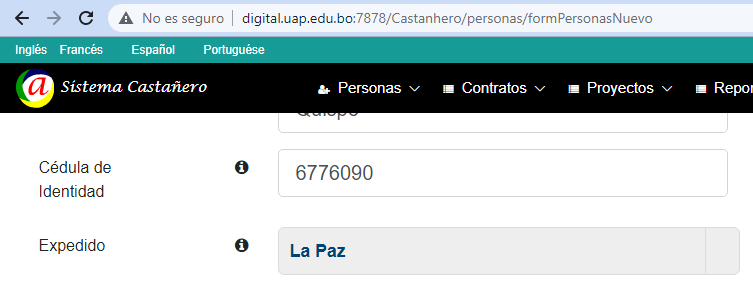 No es seguro | digital.uap.edu.bo:7878/Castanhero/personas/formPersonasNuevo
Inglés Francés Español Portuguése
a Sistema Castañero Personas Contratos Proyectos Repor
Cédula de
Identidad
6776090
Expedido
La Paz